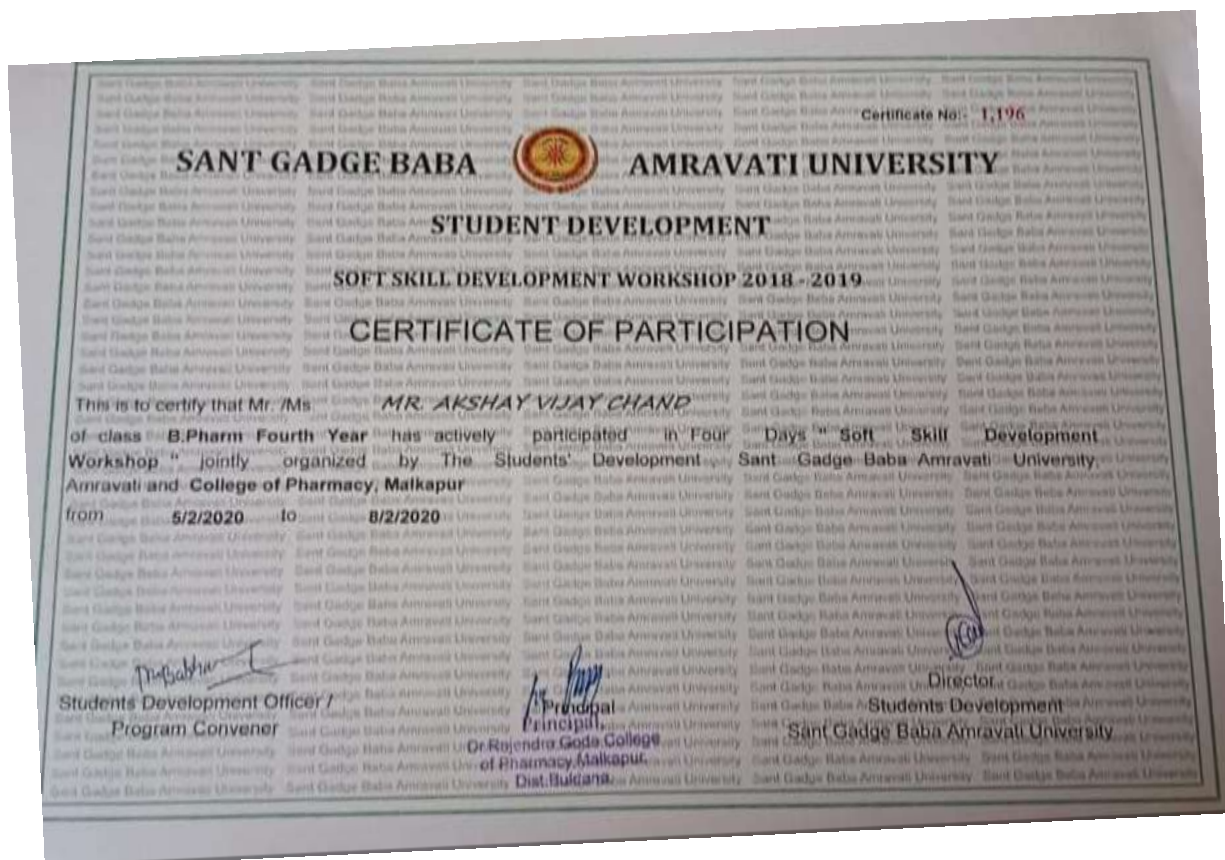 Certificate No:- 1,196
SANT GADGE BABA AMRAVATI UNIVERSITY
STUDENT DEVELOPMENT
SOFT SKILL DEVELOPMENT WORKSHOP 2018 - 2019
CERTIFICATE OF PARTICIPATION
This is to certify that Mr. /Ms MR. AKSHAY VIJAY CHAND
of class B.Pharm Fourth Year has actively participated in Four Days " Soft Skill Development
Workshop " jointly organized by The Students' Development Sant Gadge Baba Amravati University,
Amravati and College of Pharmacy, Malkapur
from 5/2/2020 to 8/2/2020
Students Development Officer /
Program Convener
Principal
Principal,
Dr.Rajendra Gode College
of Pharmacy,Malkapur.
Dist.Buldana.
Director
Students Development
Sant Gadge Baba Amravati University